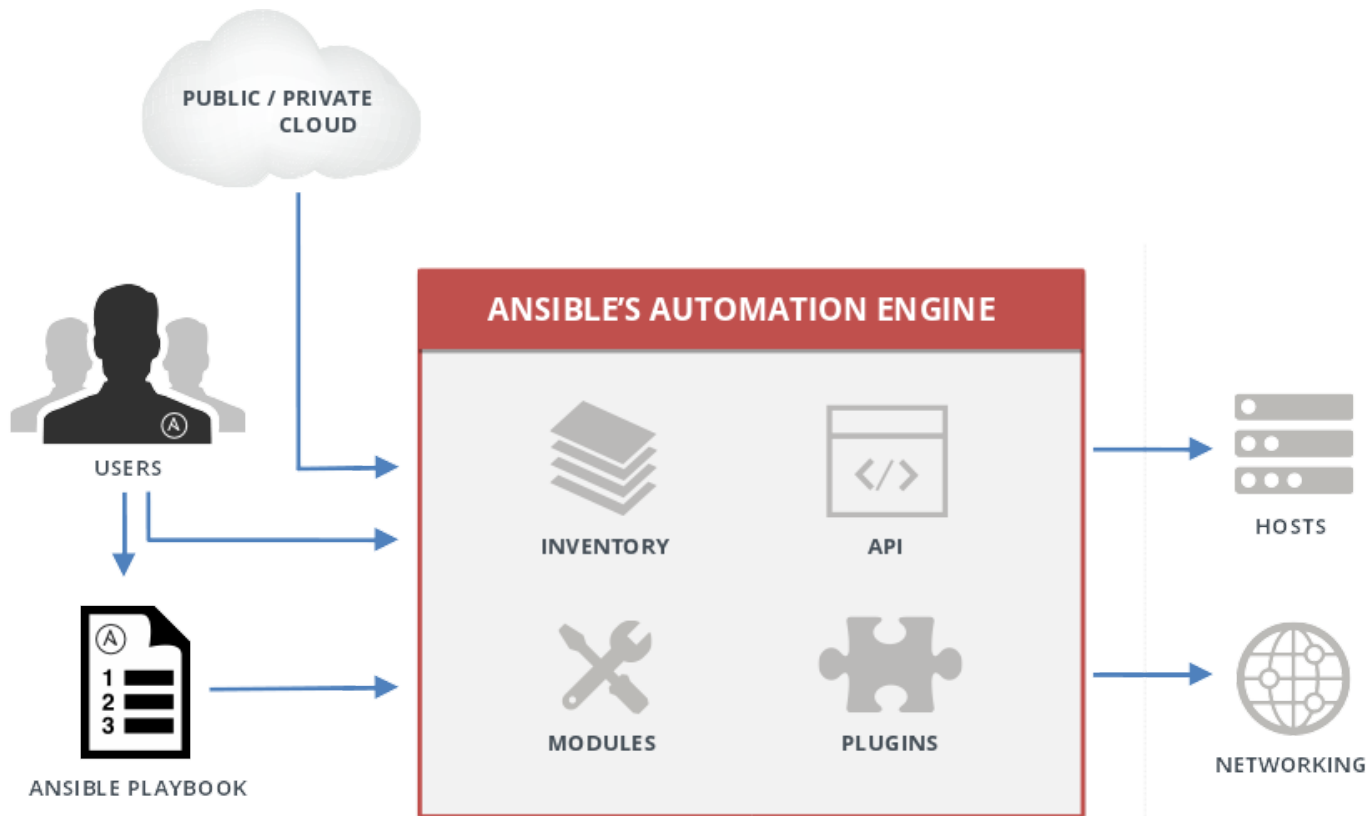 PUBLIC / PRIVATE
CLOUD
ANSIBLE'S AUTOMATION ENGINE
USERS
INVENTORY
API
HOSTS
A
1
2
3
MODULES
PLUGINS
NETWORKING
ANSIBLE PLAYBOOK